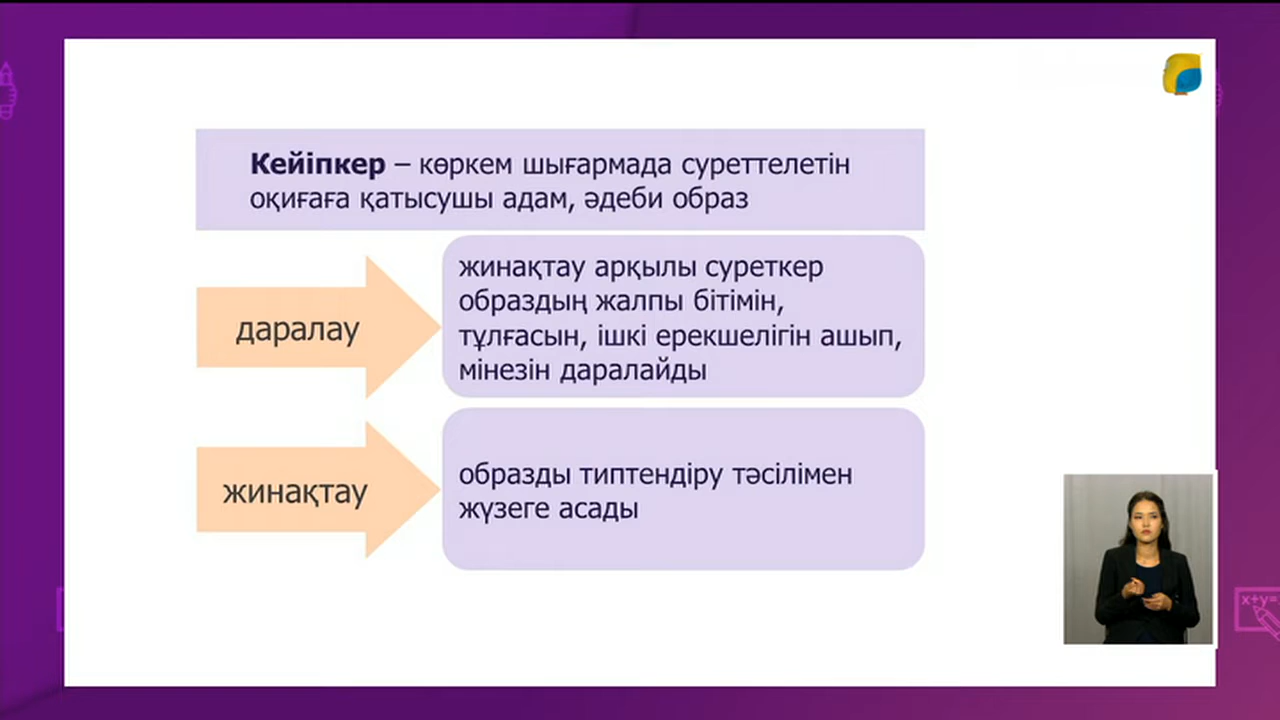 Кейіпкер – көркем шығармада суреттелетін
оқиғаға қатысушы адам, әдеби образ
даралау
жинақтау арқылы суреткер
образдың жалпы бітімін,
тұлғасын, ішкі ерекшелігін ашып,
мінезін даралайды
жинақтау
образды типтендіру тәсілімен
жүзеге асады
x+y=